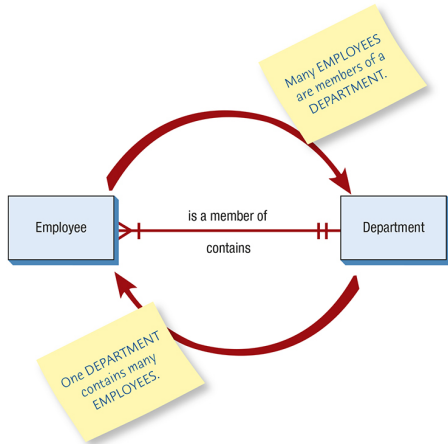 Many EMPLOYEES
are members of a
DEPARTMENT.
Employee
is a member of
contains
Department
One DEPARTMENT
contains many
EMPLOYEES.